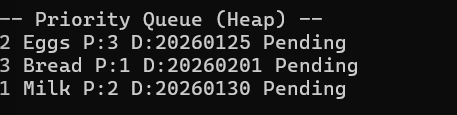 -- Priority Queue (Heap) --
2 Eggs P:3 D:20260125 Pending
3 Bread P:1 D:20260201 Pending
1 Milk P:2 D:20260130 Pending